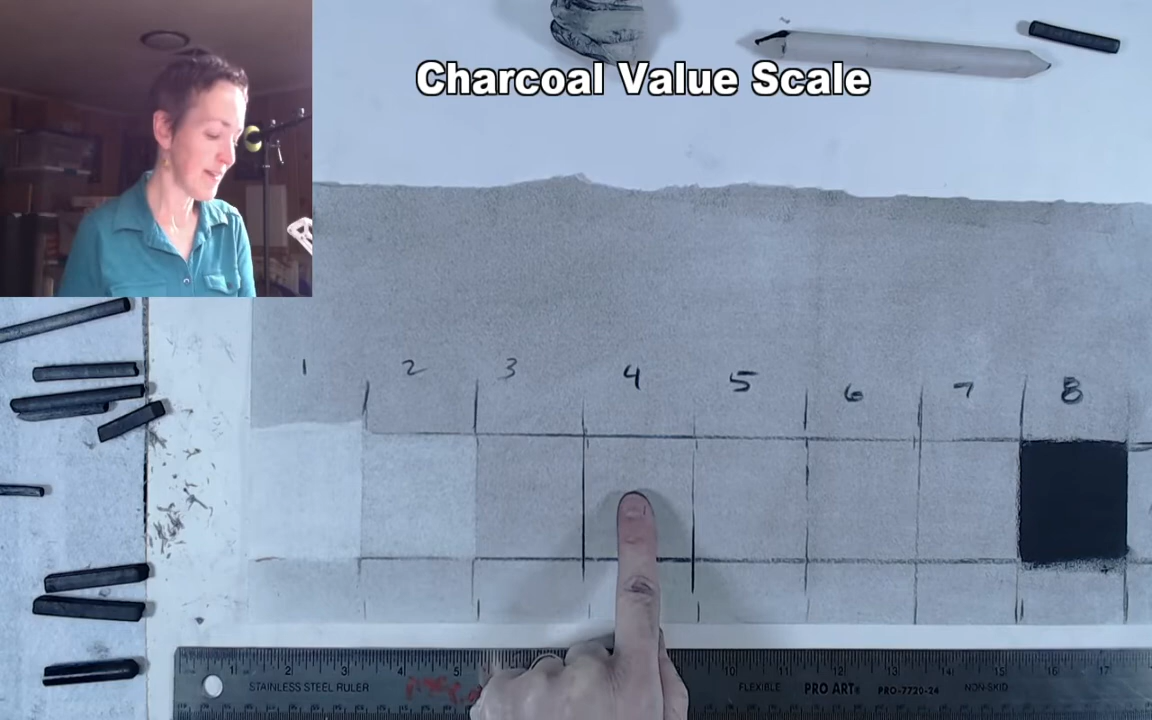 Charcoal Value Scale
1 2 3 4 5 6 7 8
1 2 3 4 5 10 11 12 13 14 15 16 17
STAINLESS STEEL RULER FLEXIBLE PRO ART® PRO-7720-24 NON-SKID